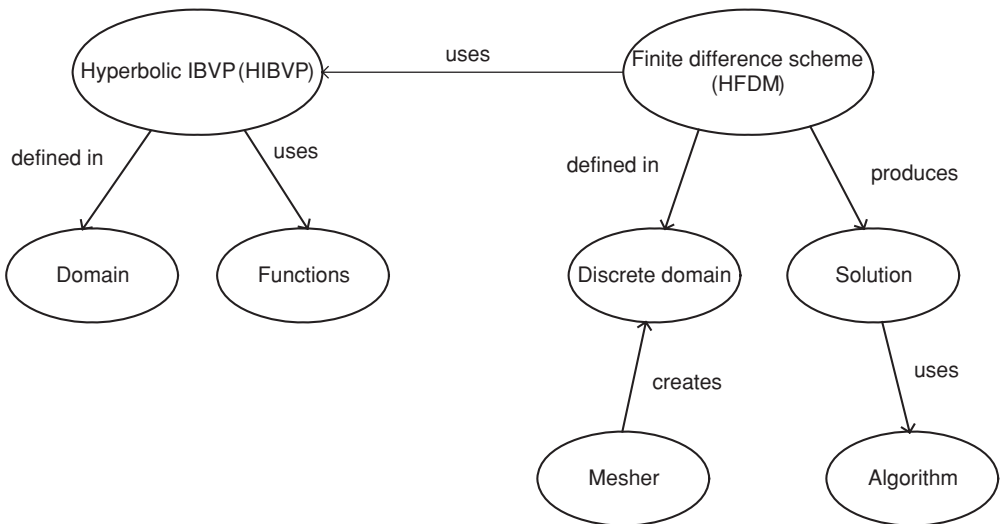 uses
Hyperbolic IBVP (HIBVP)
Finite difference scheme
(HFDM)
defined in
uses
defined in
produces
Domain
Functions
Discrete domain
Solution
creates
uses
Mesher
Algorithm